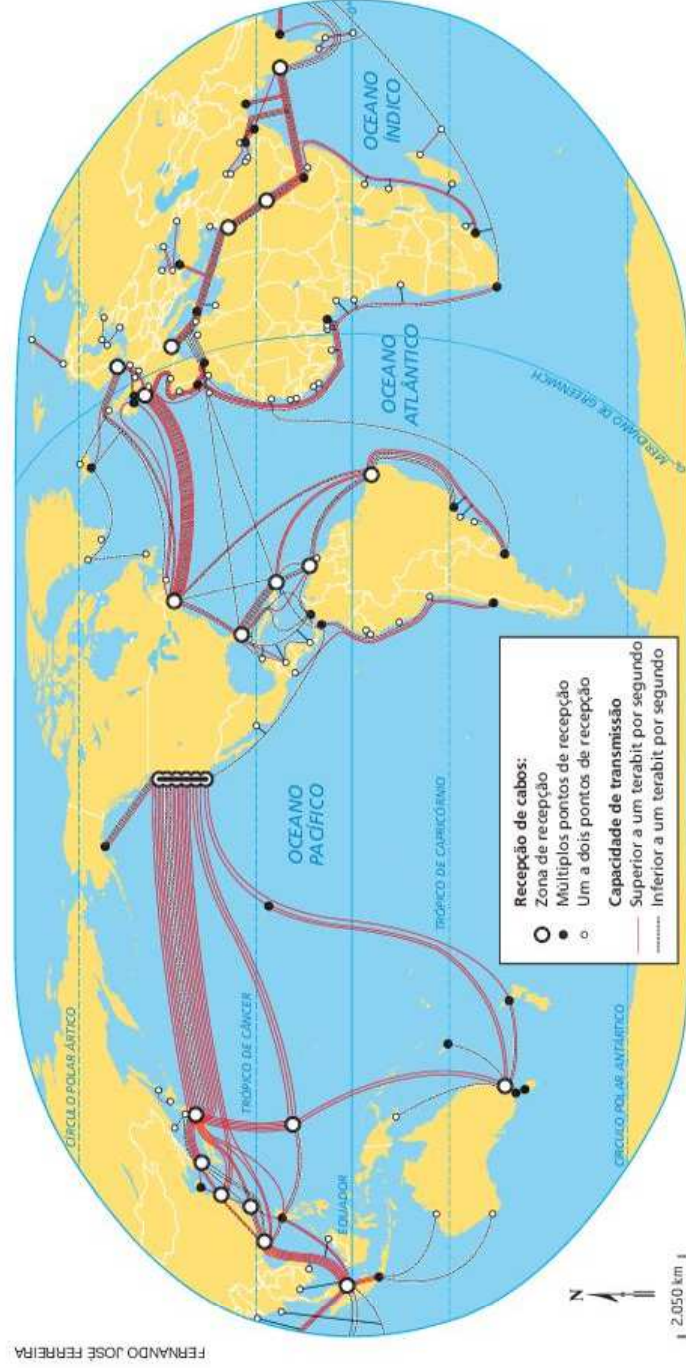 FERNANDO JOSÉ FERREIRA
CÍRCULO POLAR ÁRTICO
TRÓPICO DE CÂNCER
EQUADOR
OCEANO
PACÍFICO
TRÓPICO DE CAPRICÓRNIO
CÍRCULO POLAR ANTÁRTICO
OCEANO
ATLÂNTICO
OCEANO
ÍNDICO
MERIDIANO DE GREENWICH
0°
0°
N
2.050 km
Recepção de cabos:
Zona de recepção
Múltiplos pontos de recepção
Um a dois pontos de recepção
Capacidade de transmissão
Superior a um terabit por segundo
Inferior a um terabit por segundo